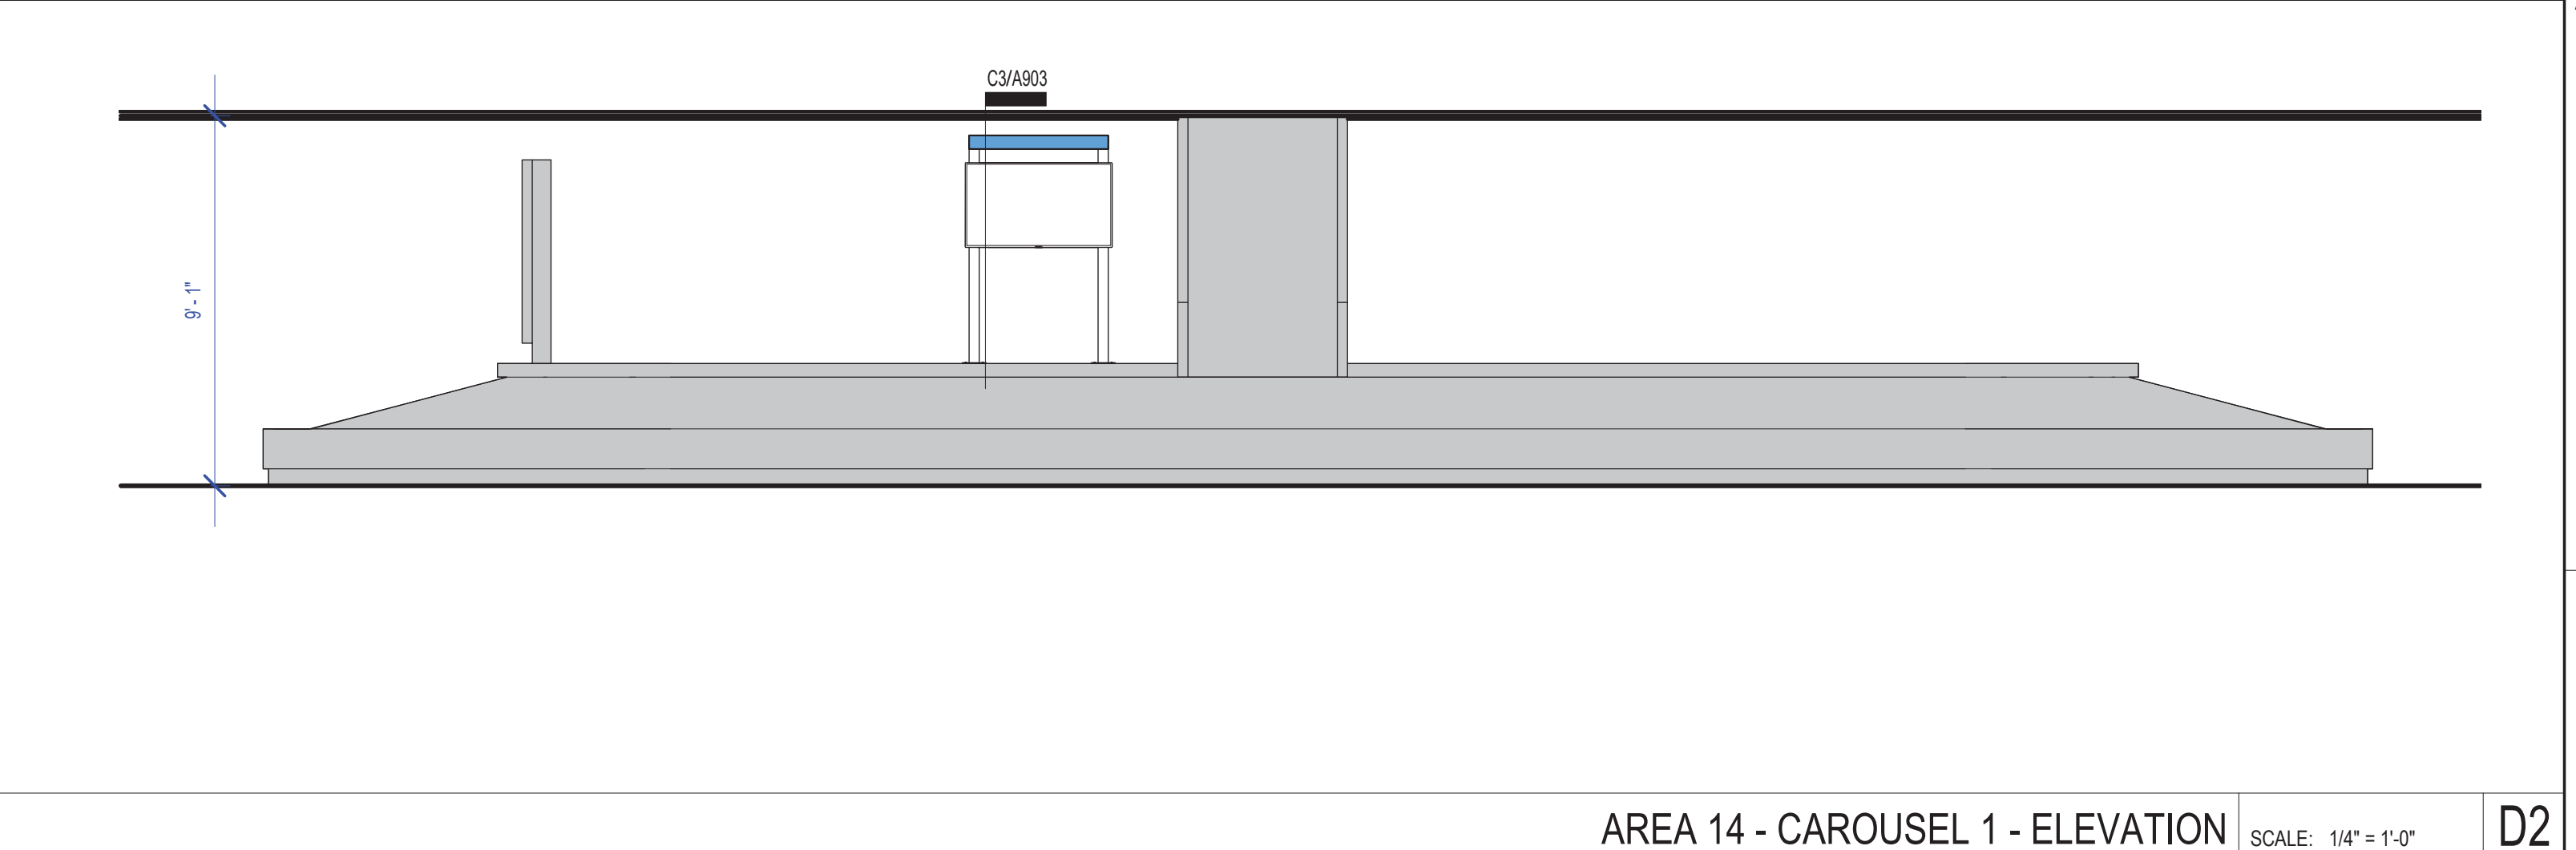 C3/A903
9' - 1"
AREA 14 - CAROUSEL 1 - ELEVATION
SCALE: 1/4" = 1'-0"
D2